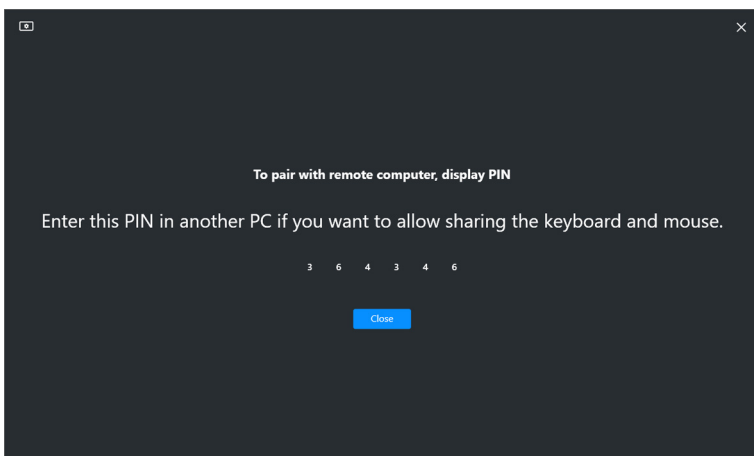 To pair with remote computer, display PIN
Enter this PIN in another PC if you want to allow sharing the keyboard and mouse.
3 6 4 3 4 6
Close